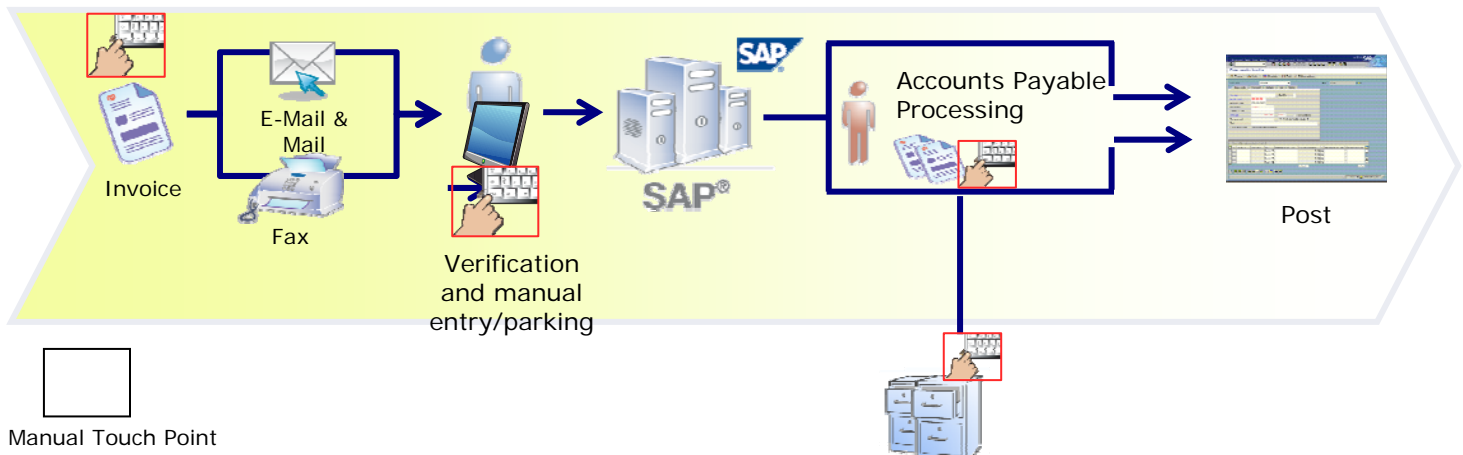 SAP
Accounts Payable
Processing
E-Mail &
Mail
Invoice
SAP®
Fax
Post
Verification
and manual
entry/parking
Manual Touch Point